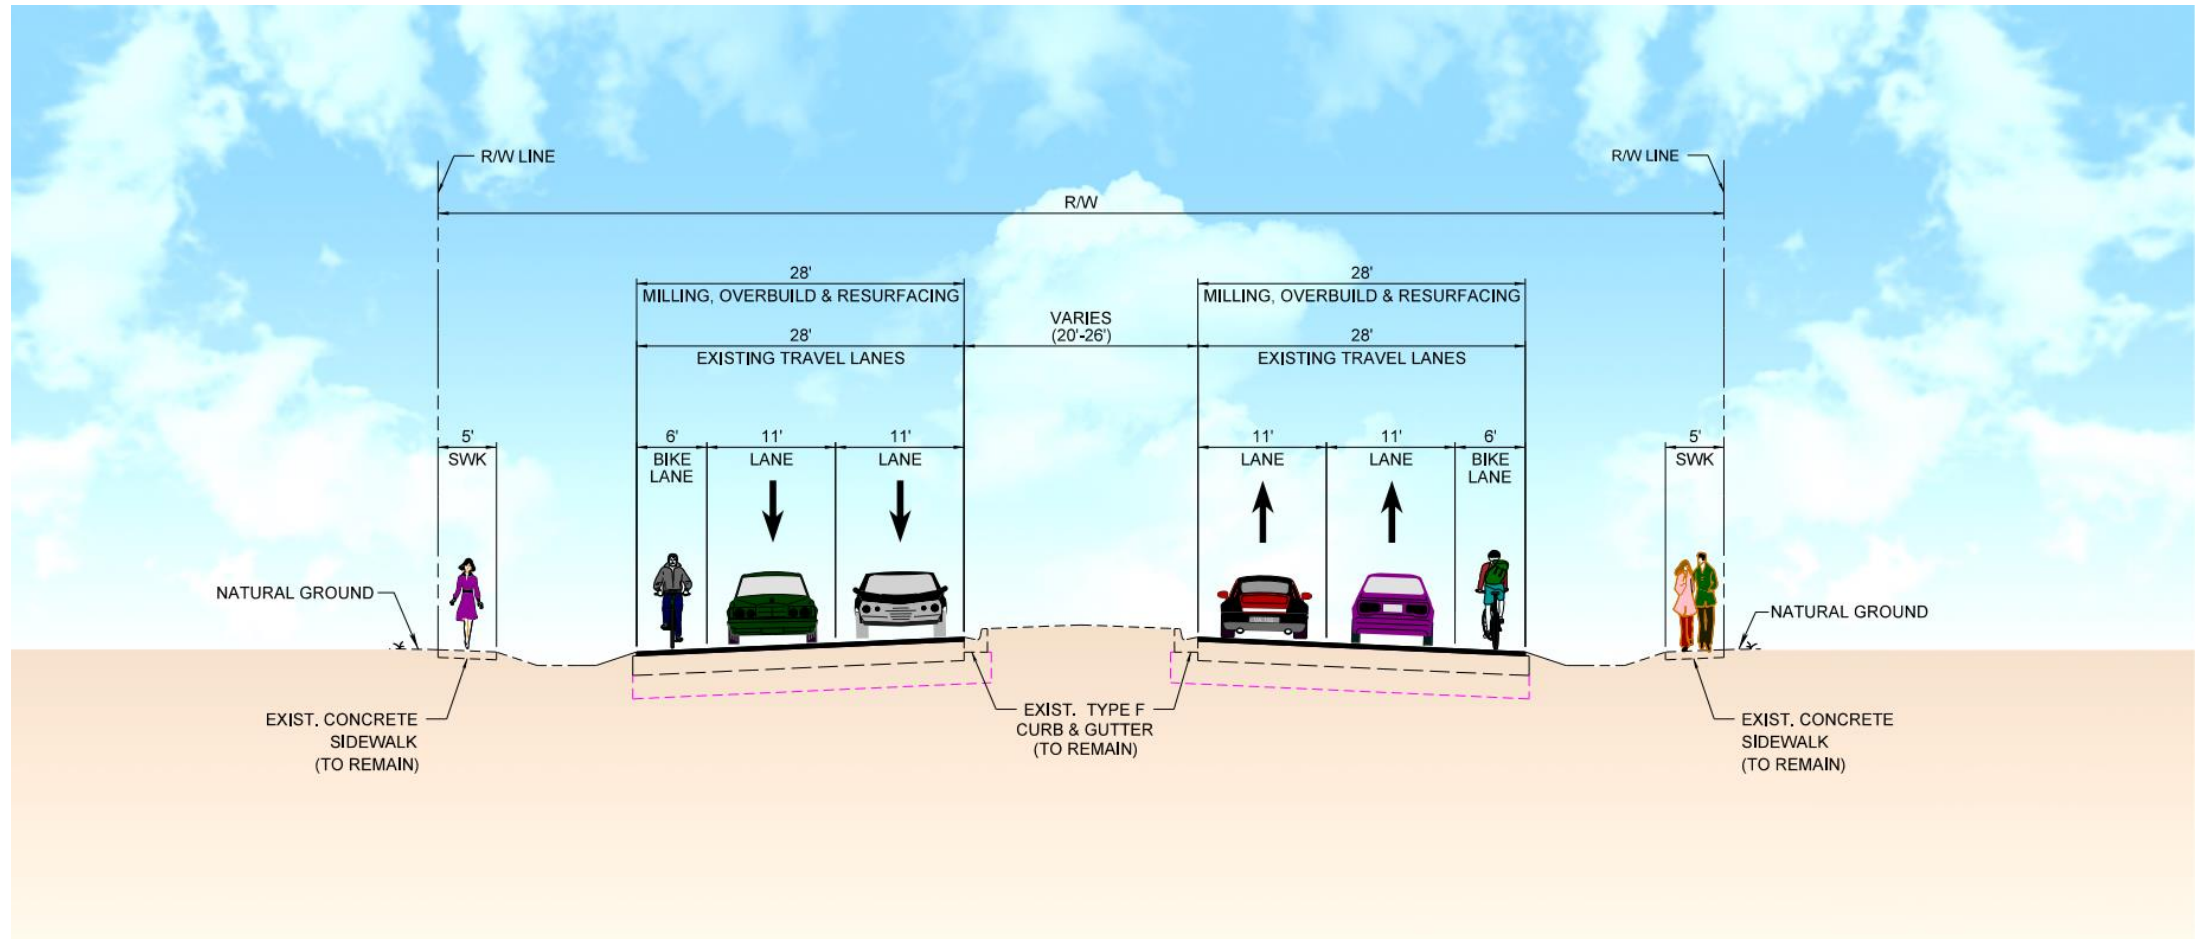 R/W LINE
R/W LINE
R/W
28'
MILLING, OVERBUILD & RESURFACING
28'
MILLING, OVERBUILD & RESURFACING
VARIES
(20'-26')
28'
EXISTING TRAVEL LANES
28'
EXISTING TRAVEL LANES
5'
SWK
6'
BIKE
LANE
11'
LANE
11'
LANE
11'
LANE
11'
LANE
6'
BIKE
LANE
5'
SWK
NATURAL GROUND
NATURAL GROUND
EXIST. CONCRETE
SIDEWALK
(TO REMAIN)
EXIST. TYPE F
CURB & GUTTER
(TO REMAIN)
EXIST. CONCRETE
SIDEWALK
(TO REMAIN)